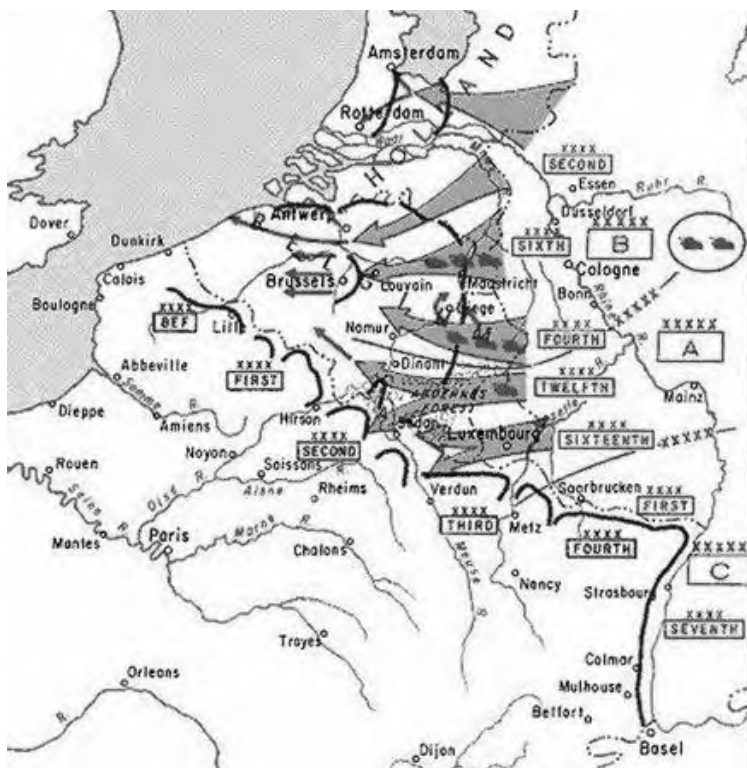 Amsterdam
HOLLAND
Rotterdam
XXXX
SECOND
Essen
Ruhr R.
Dover
Antwerp
Düsseldorf
XXXX
SIXTH
XXXXX
B
Dunkirk
Calais
Brussels
Louvain
Maastricht
Cologne
Boulogne
Bonn
Liege
XXXXX
XXXX
BEF
Lille
Namur
XXXX
FOURTH
XXXXX
A
Abbeville
XXXX
FIRST
Dinant
XXXX
TWELFTH
Mainz
Dieppe
Somme R.
Amiens
Hirson
ARDENNES
FOREST
Moselle
XXXX
SECOND
Sedan
Luxembourg
XXXX
SIXTEENTH
XXXXX
Noyon
Rouen
Oise R.
Soissons
Aisne R.
Saarbrucken
XXXX
FIRST
Seine R.
Rheims
Verdun
XXXX
THIRD
Metz
Mantes
Paris
Marne R.
Chalons
XXXX
FOURTH
XXXXX
C
Meuse R.
Nancy
Strasbourg
XXXX
SEVENTH
Troyes
Colmar
Orleans
Mulhouse
R.
Belfort
Dijon
Basel